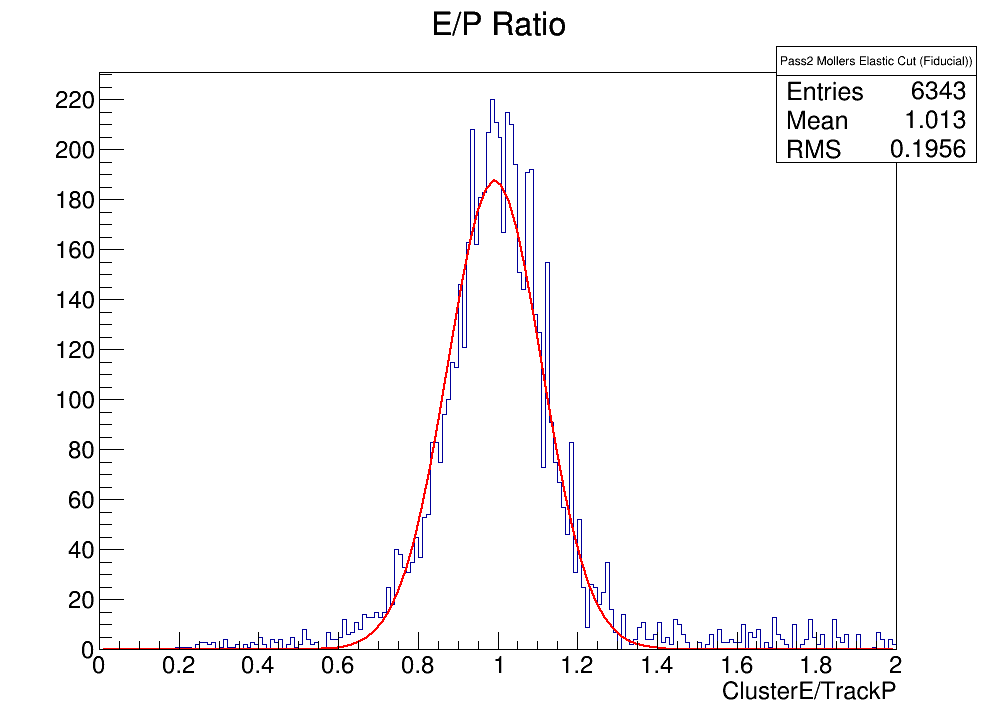 E/P Ratio
Pass2 Mollers Elastic Cut (Fiducial))
Entries 6343
Mean 1.013
RMS 0.1956
220
200
180
160
140
120
100
80
60
40
20
0
0 0.2 0.4 0.6 0.8 1 1.2 1.4 1.6 1.8 2
ClusterE/TrackP